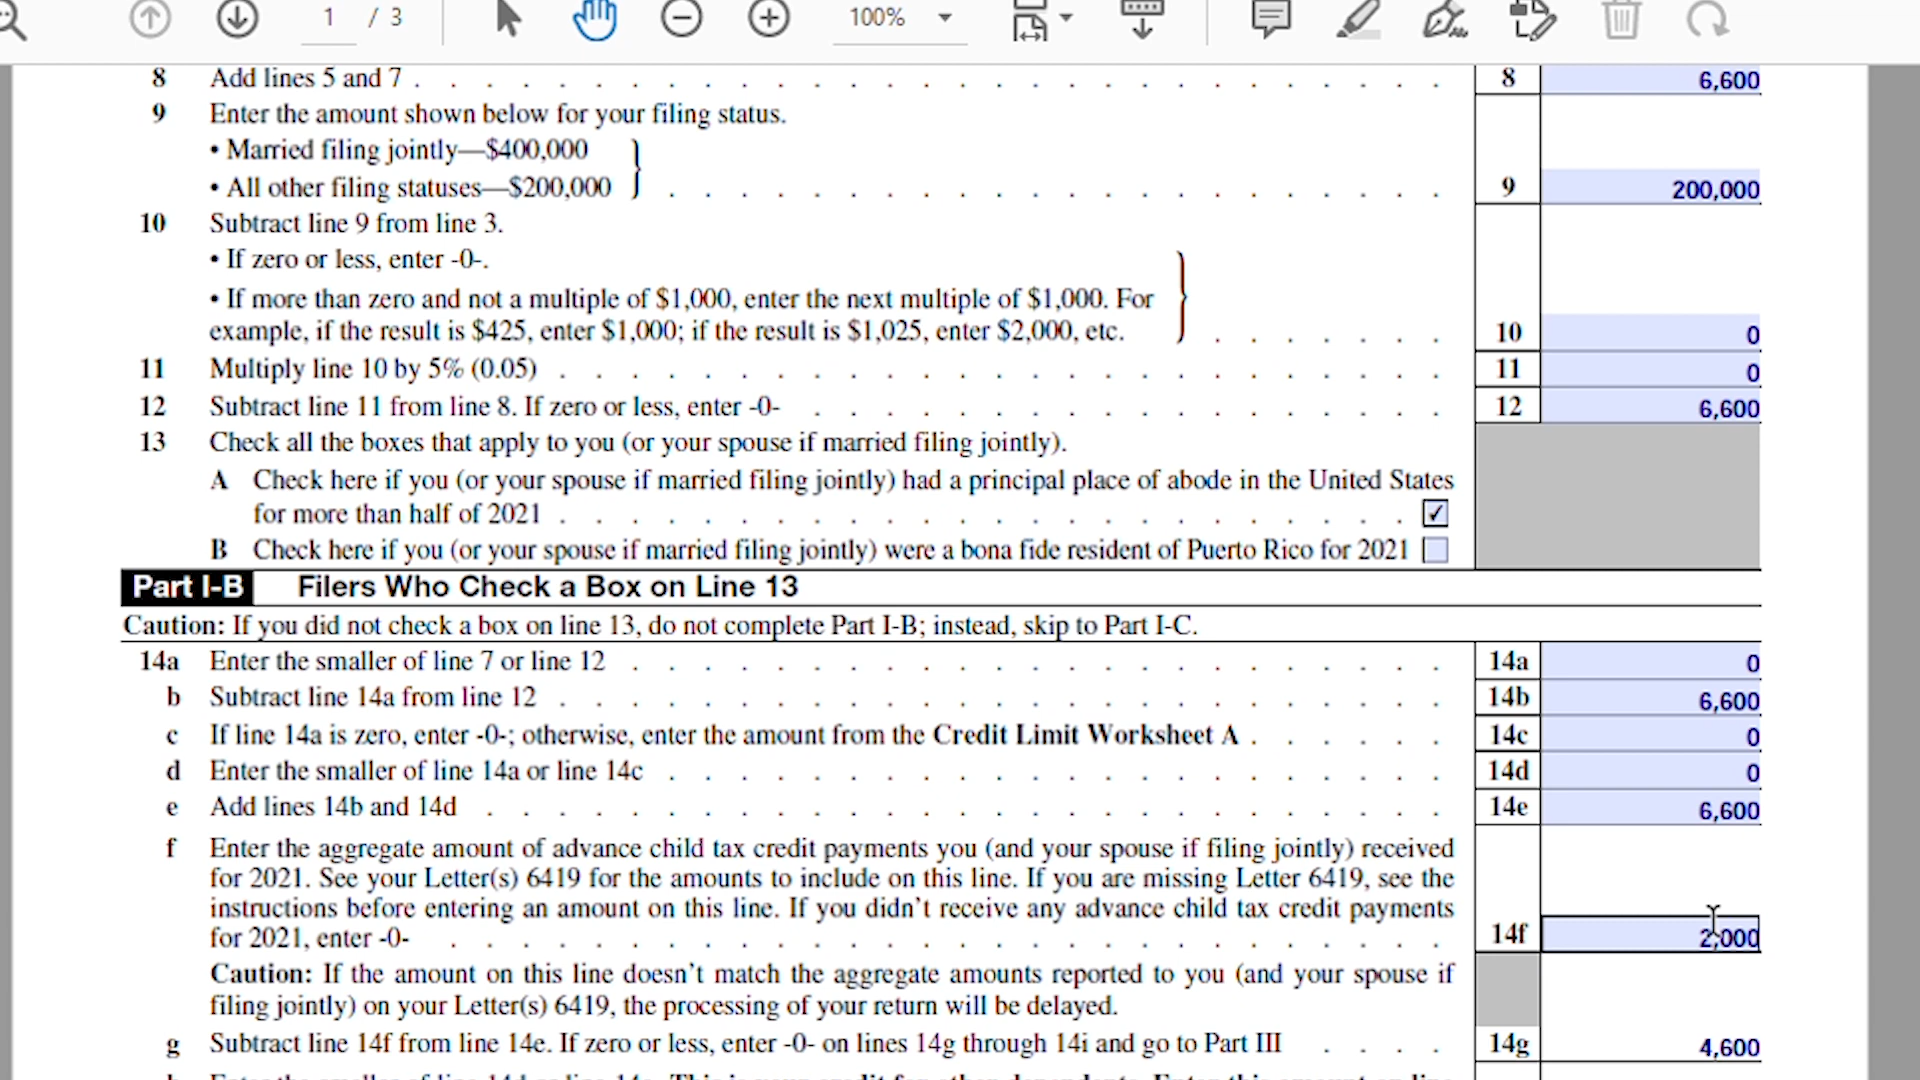 1 / 3 100%
8 Add lines 5 and 7 . . . . . . . . . . . . . . . . . . . . . . . . . . . . . 8 6,600
9 Enter the amount shown below for your filing status.
• Married filing jointly—$400,000
• All other filing statuses—$200,000 } . . . . . . . . . . . . . . . . . . . . . . 9 200,000
10 Subtract line 9 from line 3.
• If zero or less, enter -0-.
• If more than zero and not a multiple of $1,000, enter the next multiple of $1,000. For
example, if the result is $425, enter $1,000; if the result is $1,025, enter $2,000, etc. } . . . . . . . 10 0
11 Multiply line 10 by 5% (0.05) . . . . . . . . . . . . . . . . . . . . . . . . . 11 0
12 Subtract line 11 from line 8. If zero or less, enter -0- . . . . . . . . . . . . . . . . . . 12 6,600
13 Check all the boxes that apply to you (or your spouse if married filing jointly).
A Check here if you (or your spouse if married filing jointly) had a principal place of abode in the United States
for more than half of 2021 . . . . . . . . . . . . . . . . . . . . . . . . ✓
B Check here if you (or your spouse if married filing jointly) were a bona fide resident of Puerto Rico for 2021
Part I-B Filers Who Check a Box on Line 13
Caution: If you did not check a box on line 13, do not complete Part I-B; instead, skip to Part I-C.
14a Enter the smaller of line 7 or line 12 . . . . . . . . . . . . . . . . . . . . . . . 14a 0
b Subtract line 14a from line 12 . . . . . . . . . . . . . . . . . . . . . . . . . 14b 6,600
c If line 14a is zero, enter -0-; otherwise, enter the amount from the Credit Limit Worksheet A . . . . . . 14c 0
d Enter the smaller of line 14a or line 14c . . . . . . . . . . . . . . . . . . . . . . 14d 0
e Add lines 14b and 14d . . . . . . . . . . . . . . . . . . . . . . . . . . . 14e 6,600
f Enter the aggregate amount of advance child tax credit payments you (and your spouse if filing jointly) received
for 2021. See your Letter(s) 6419 for the amounts to include on this line. If you are missing Letter 6419, see the
instructions before entering an amount on this line. If you didn't receive any advance child tax credit payments
for 2021, enter -0- . . . . . . . . . . . . . . . . . . . . . . . . . . . . 14f 2,000
Caution: If the amount on this line doesn't match the aggregate amounts reported to you (and your spouse if
filing jointly) on your Letter(s) 6419, the processing of your return will be delayed.
g Subtract line 14f from line 14e. If zero or less, enter -0- on lines 14g through 14i and go to Part III . . . . 14g 4,600